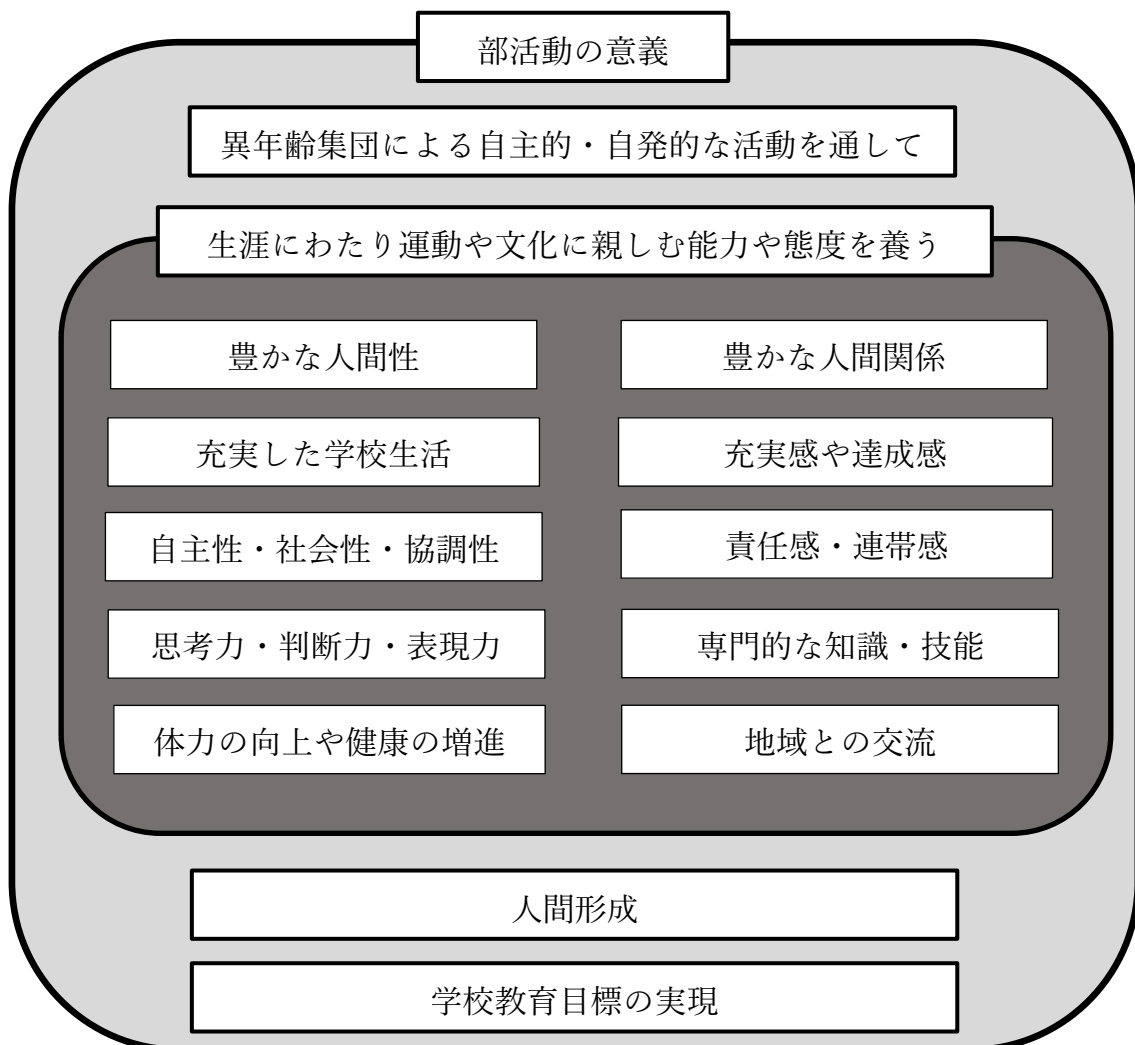 部活動の意義
異年齢集団による自主的・自発的な活動を通して
生涯にわたり運動や文化に親しむ能力や態度を養う
豊かな人間性
豊かな人間関係
充実した学校生活
充実感や達成感
自主性・社会性・協調性
責任感・連帯感
思考力・判断力・表現力
専門的な知識・技能
体力の向上や健康の増進
地域との交流
人間形成
学校教育目標の実現